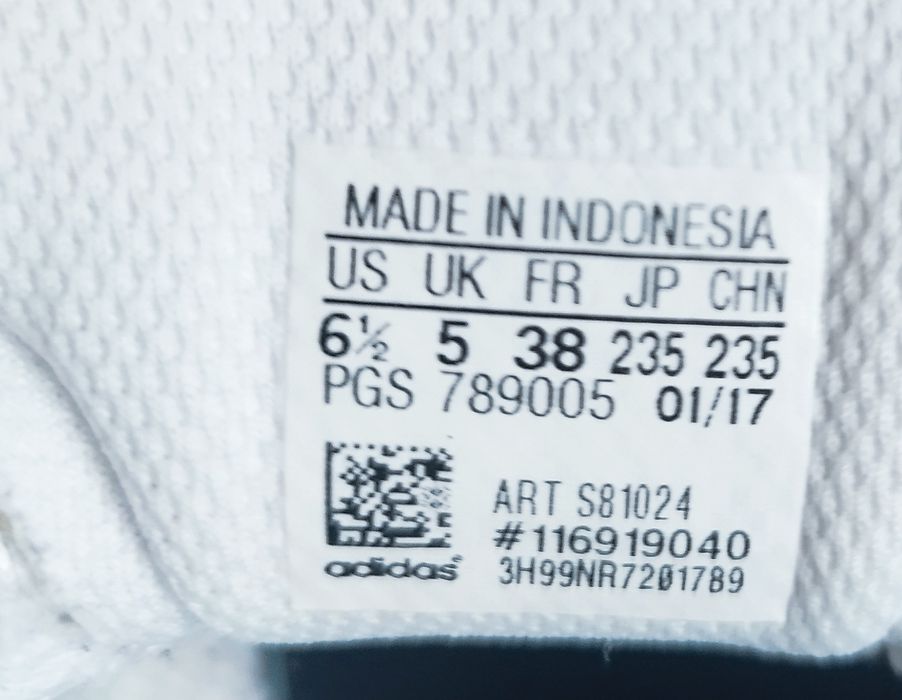 MADE IN INDONESIA
US UK FR JP CHN
6½ 5 38 235 235
PGS 789005 01/17
ART S81024
#116919040
adidas 3H99NR7201789